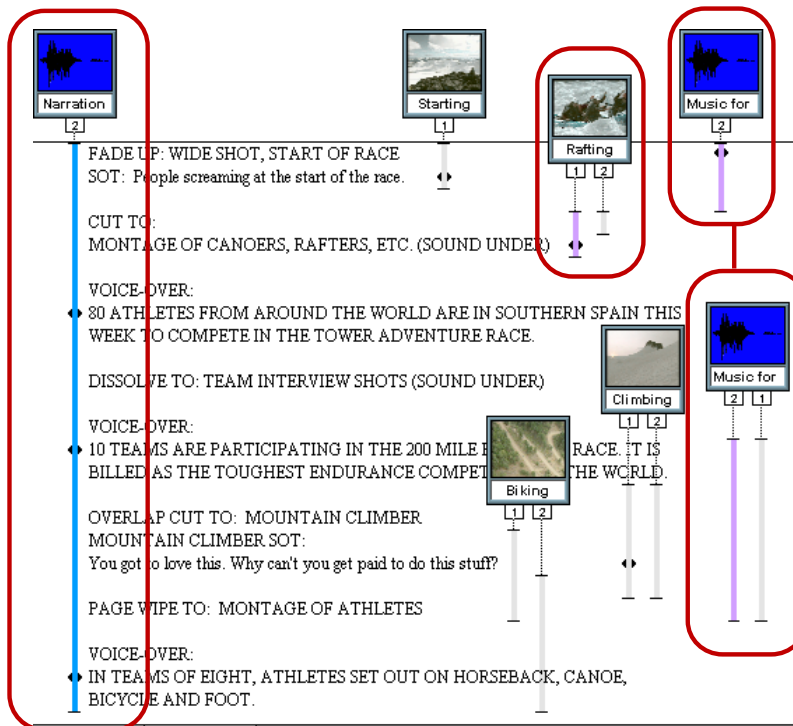 Narration
2
Starting
1
Rafting
1 2
Music for
2
FADE UP: WIDE SHOT, START OF RACE
SOT: People screaming at the start of the race.
CUT TO:
MONTAGE OF CANOERS, RAFTERS, ETC. (SOUND UNDER)
VOICE-OVER:
80 ATHLETES FROM AROUND THE WORLD ARE IN SOUTHERN SPAIN THIS
WEEK TO COMPETE IN THE TOWER ADVENTURE RACE.
Music for
2 1
DISSOLVE TO: TEAM INTERVIEW SHOTS (SOUND UNDER)
Climbing
1 2
VOICE-OVER:
10 TEAMS ARE PARTICIPATING IN THE 200 MILE RACE. IT IS
BILLED AS THE TOUGHEST ENDURANCE THE WORLD.
Biking
1 2
OVERLAP CUT TO: MOUNTAIN CLIMBER
MOUNTAIN CLIMBER SOT:
You got to love this. Why can't you get paid to do this stuff?
PAGE WIPE TO: MONTAGE OF ATHLETES
VOICE-OVER:
IN TEAMS OF EIGHT, ATHLETES SET OUT ON HORSEBACK, CANOE,
BICYCLE AND FOOT.